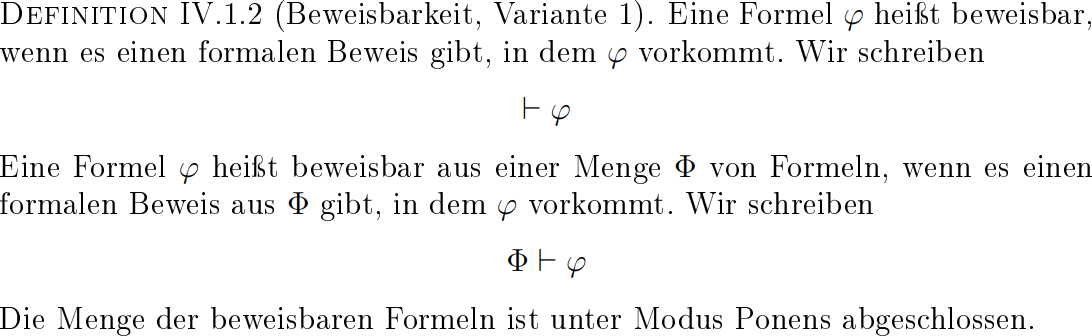 DEFINITION IV.1.2 (Beweisbarkeit, Variante 1). Eine Formel φ heißt beweisbar,
wenn es einen formalen Beweis gibt, in dem φ vorkommt. Wir schreiben
⊢ φ
Eine Formel φ heißt beweisbar aus einer Menge Φ von Formeln, wenn es einen
formalen Beweis aus Φ gibt, in dem φ vorkommt. Wir schreiben
Φ ⊢ φ
Die Menge der beweisbaren Formeln ist unter Modus Ponens abgeschlossen.